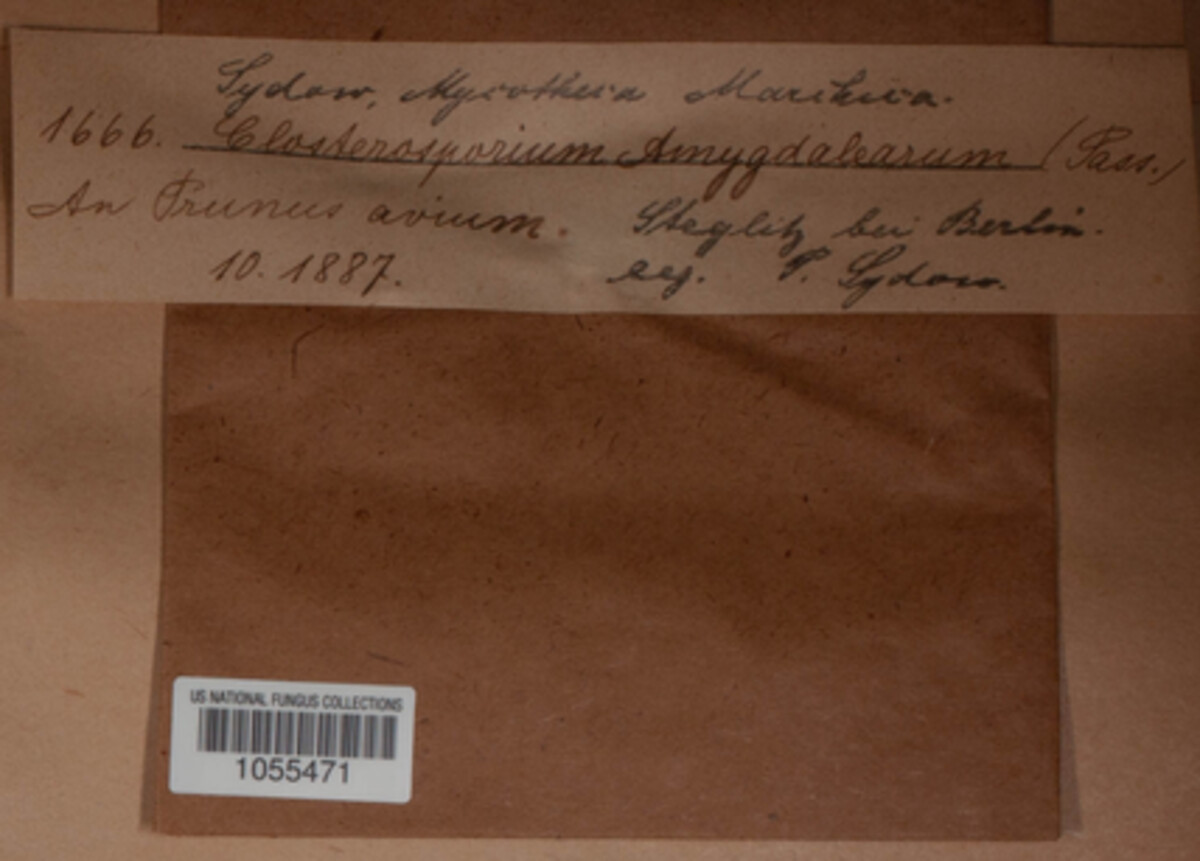 Sydow, Mycotheca Marchica.
1666. Closterosporium Amygdalearum (Pass.)
An Prunus avium. Steglitz bei Berlin.
10. 1887. leg. P. Sydow.
US NATIONAL FUNGUS COLLECTIONS
1055471